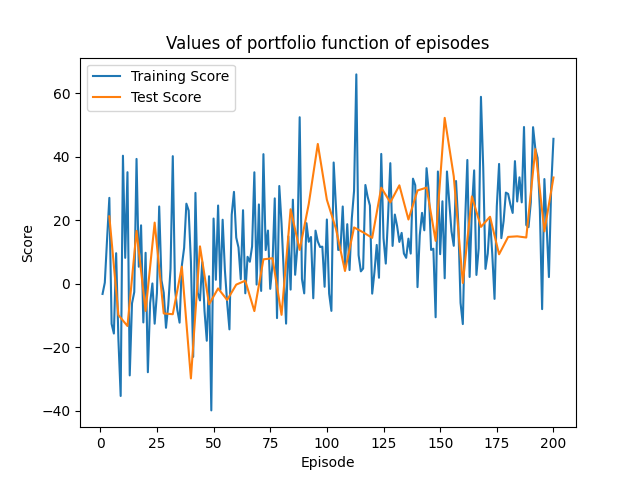 Values of portfolio function of episodes
Training Score
Test Score
60
40
20
0
−20
−40
Score
0 25 50 75 100 125 150 175 200
Episode